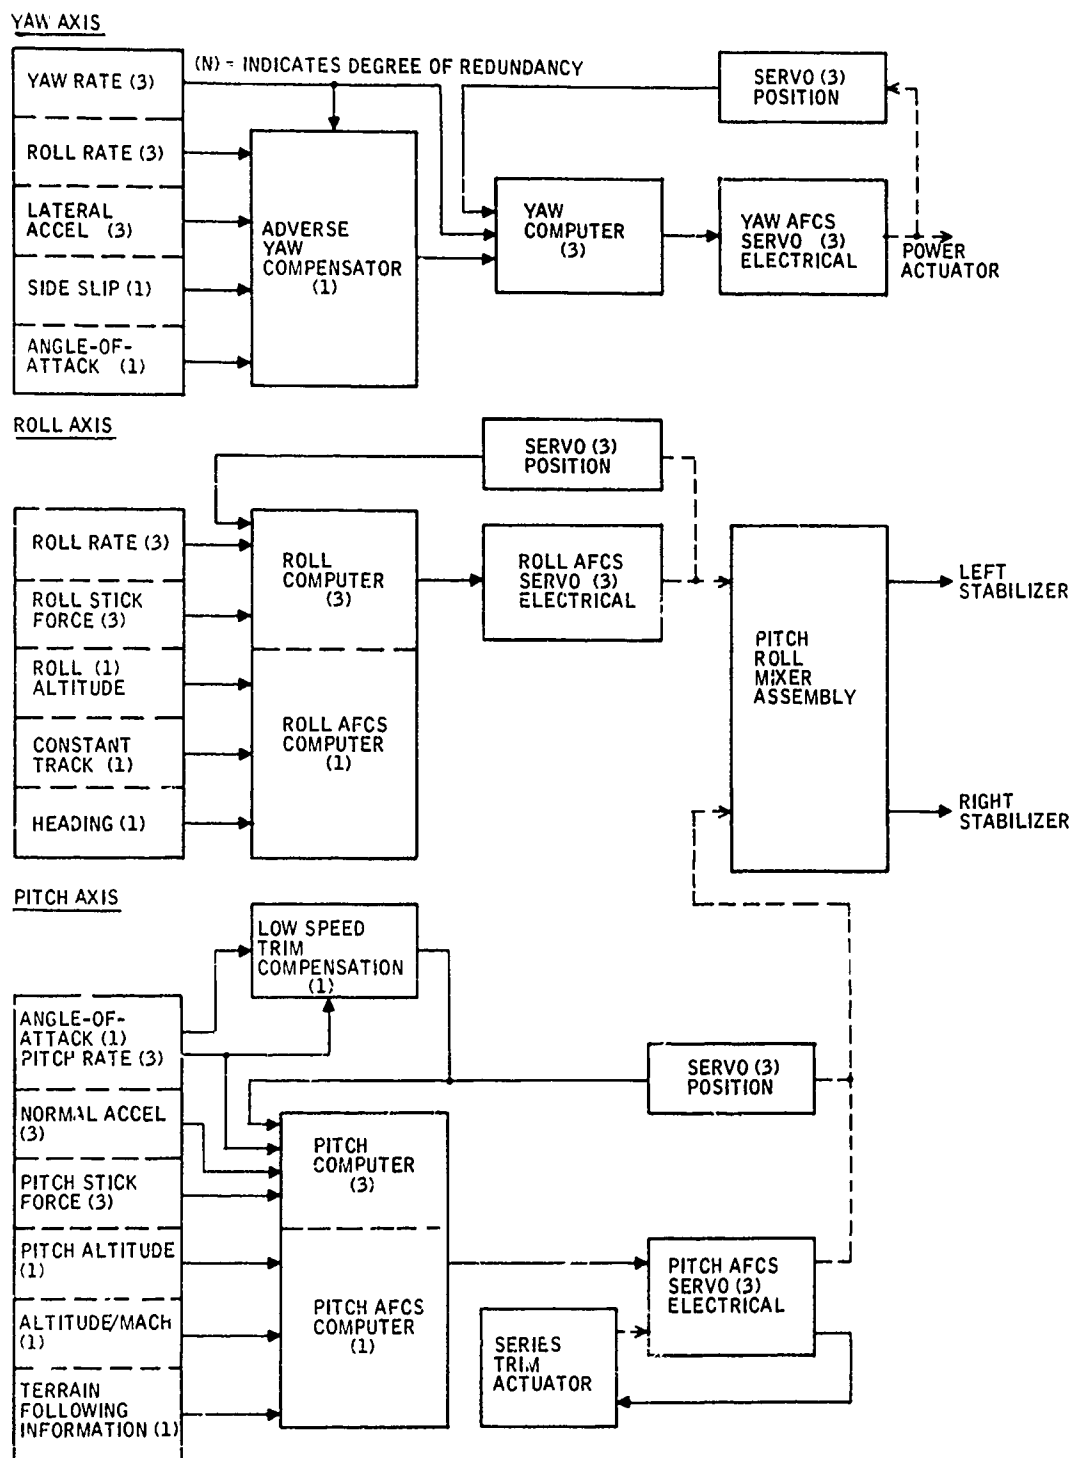 YAW AXIS
(N) = INDICATES DEGREE OF REDUNDANCY
YAW RATE (3)
ROLL RATE (3)
LATERAL
ACCEL (3)
SIDE SLIP (1)
ANGLE-OF-
ATTACK (1)
ADVERSE
YAW
COMPENSATOR
(1)
YAW
COMPUTER
(3)
SERVO (3)
POSITION
YAW AFCS
SERVO (3)
ELECTRICAL
POWER
ACTUATOR
ROLL AXIS
ROLL RATE (3)
ROLL STICK
FORCE (3)
ROLL (1)
ALTITUDE
CONSTANT
TRACK (1)
HEADING (1)
ROLL
COMPUTER
(3)
ROLL AFCS
COMPUTER
(1)
SERVO (3)
POSITION
ROLL AFCS
SERVO (3)
ELECTRICAL
PITCH
ROLL
MIXER
ASSEMBLY
LEFT
STABILIZER
RIGHT
STABILIZER
PITCH AXIS
LOW SPEED
TRIM
COMPENSATION
(1)
ANGLE-OF-
ATTACK (1)
PITCH RATE (3)
NORMAL ACCEL
(3)
PITCH STICK
FORCE (3)
PITCH ALTITUDE
(1)
ALTITUDE/MACH
(1)
TERRAIN
FOLLOWING
INFORMATION (1)
PITCH
COMPUTER
(3)
PITCH AFCS
COMPUTER
(1)
SERVO (3)
POSITION
PITCH AFCS
SERVO (3)
ELECTRICAL
SERIES
TRIM
ACTUATOR